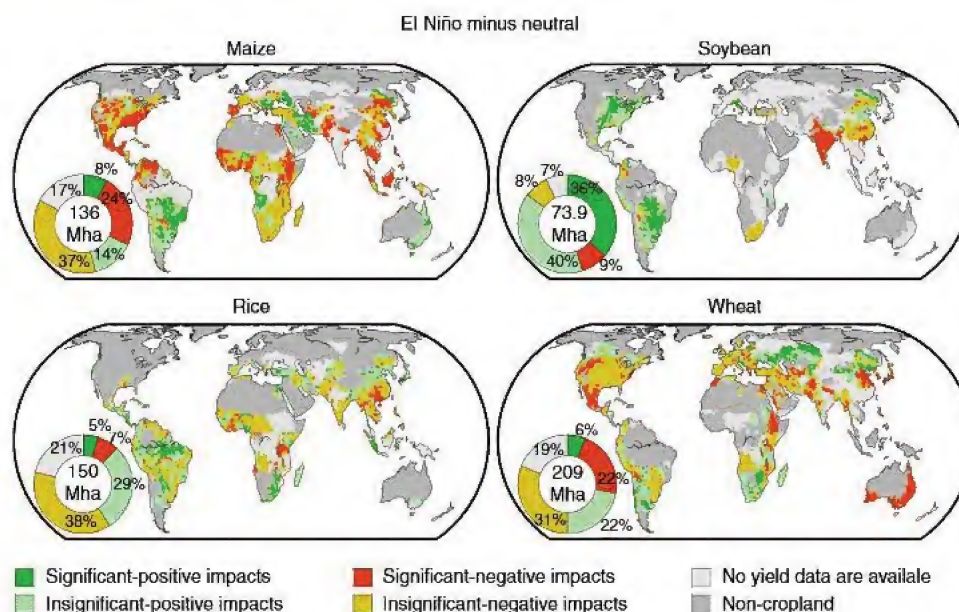 El Niño minus neutral
Maize
Soybean
8%
17%
24%
136
Mha
37%
14%
7%
8%
36%
73.9
Mha
40%
9%
Rice
Wheat
5%
7%
21%
150
Mha
29%
38%
6%
19%
209
Mha
22%
31%
22%
Significant-positive impacts
Significant-negative impacts
No yield data are availale
Insignificant-positive impacts
Insignificant-negative impacts
Non-cropland